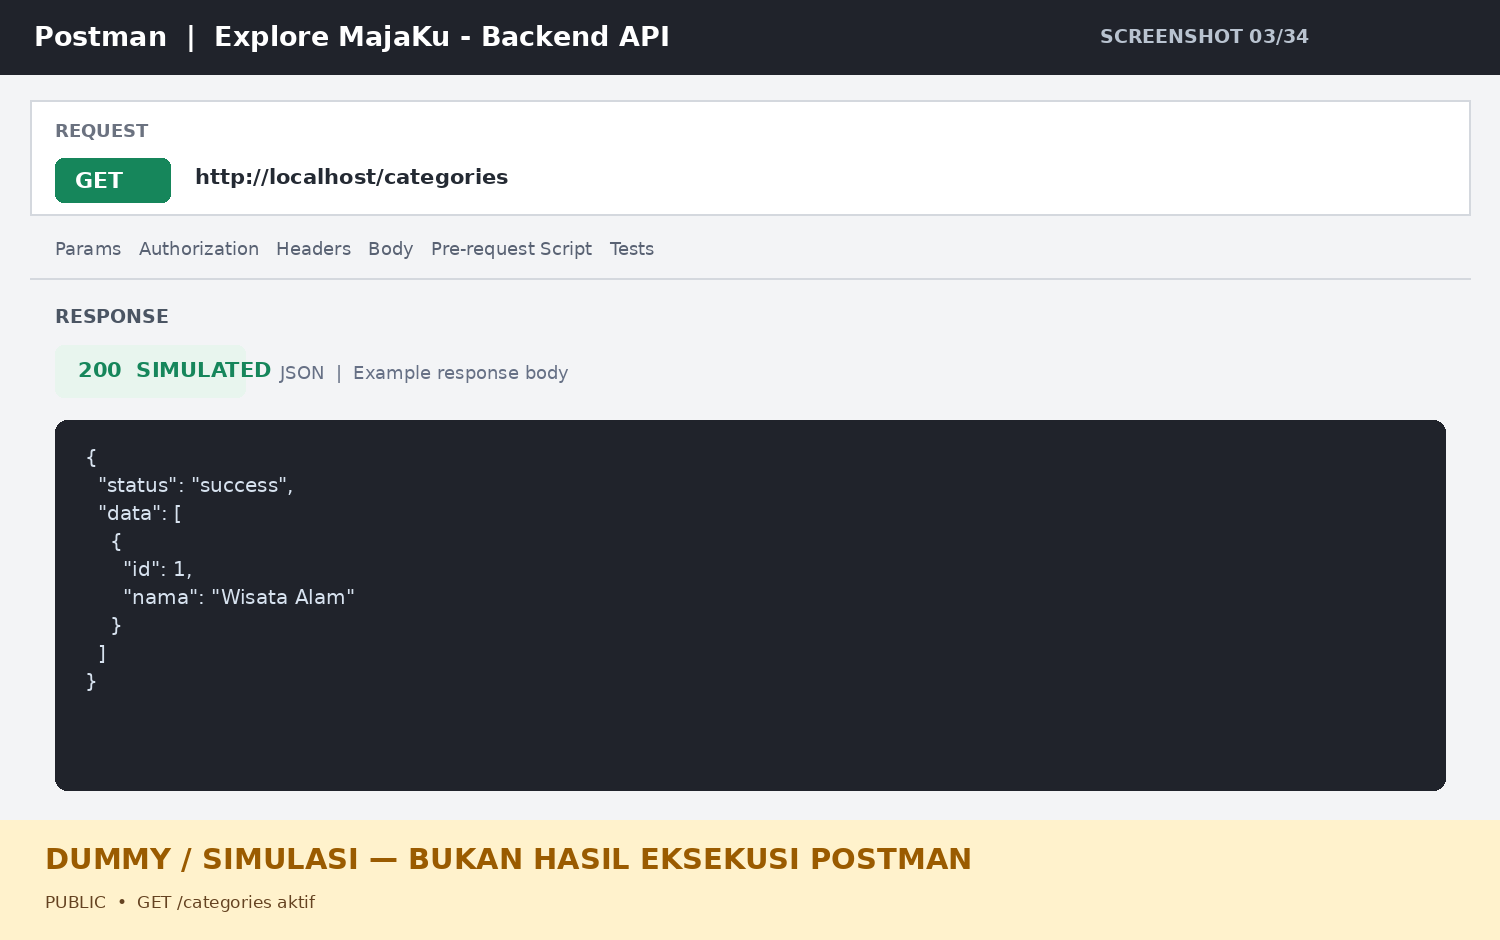 Postman | Explore MajaKu - Backend API
SCREENSHOT 03/34
REQUEST
GET http://localhost/categories
Params Authorization Headers Body Pre-request Script Tests
RESPONSE
200 SIMULATED JSON | Example response body
{
"status": "success",
"data": [
{
"id": 1,
"nama": "Wisata Alam"
}
]
}
DUMMY / SIMULASI — BUKAN HASIL EKSEKUSI POSTMAN
PUBLIC • GET /categories aktif